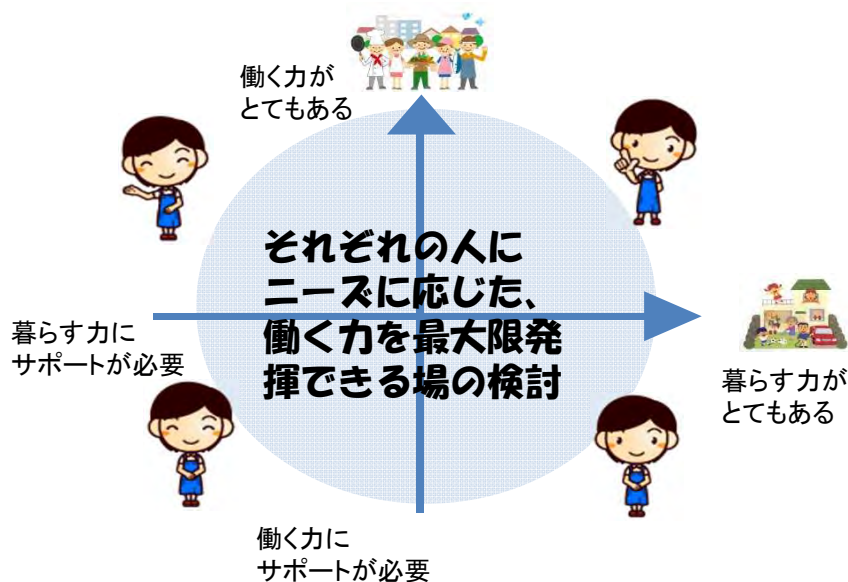 働く力が
とてもある
それぞれの人に
ニーズに応じた、
働く力を最大限発
揮できる場の検討
暮らす力に
サポートが必要
暮らす力が
とてもある
働く力に
サポートが必要